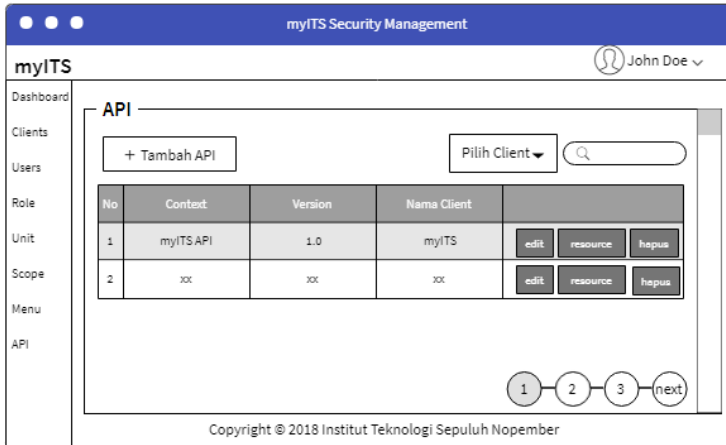 myITS Security Management
myITS
John Doe
Dashboard
Clients
Users
Role
Unit
Scope
Menu
API
API
+ Tambah API
Pilih Client
No Context Version Nama Client
1 myITS API 1.0 myITS edit resource hapus
2 xx xx xx edit resource hapus
1 2 3 next
Copyright © 2018 Institut Teknologi Sepuluh Nopember